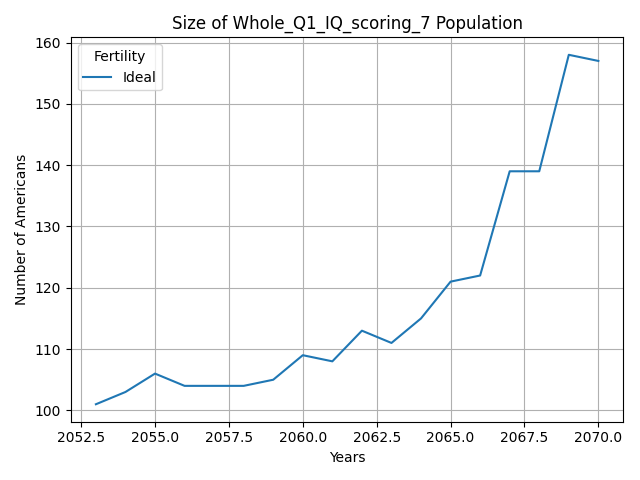 Size of Whole_Q1_IQ_scoring_7 Population
Fertility
Ideal
160
150
140
130
120
110
100
Number of Americans
2052.5 2055.0 2057.5 2060.0 2062.5 2065.0 2067.5 2070.0
Years